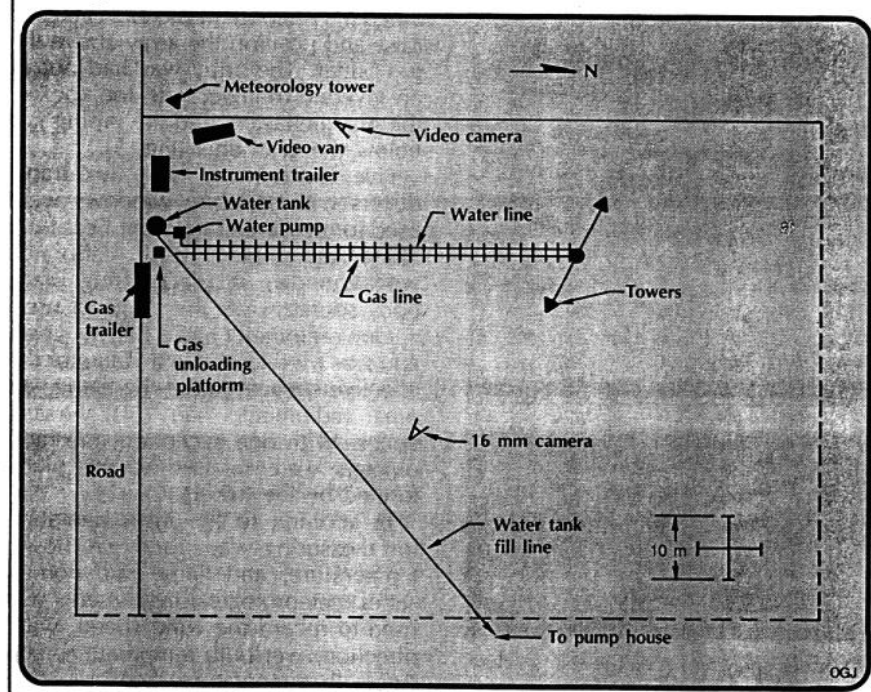 N
Meteorology tower
Video camera
Video van
Instrument trailer
Water tank
Water pump
Water line
Gas line
Towers
Gas
trailer
Gas
unloading
platform
16 mm camera
Road
Water tank
fill line
10 m
To pump house
OGJ